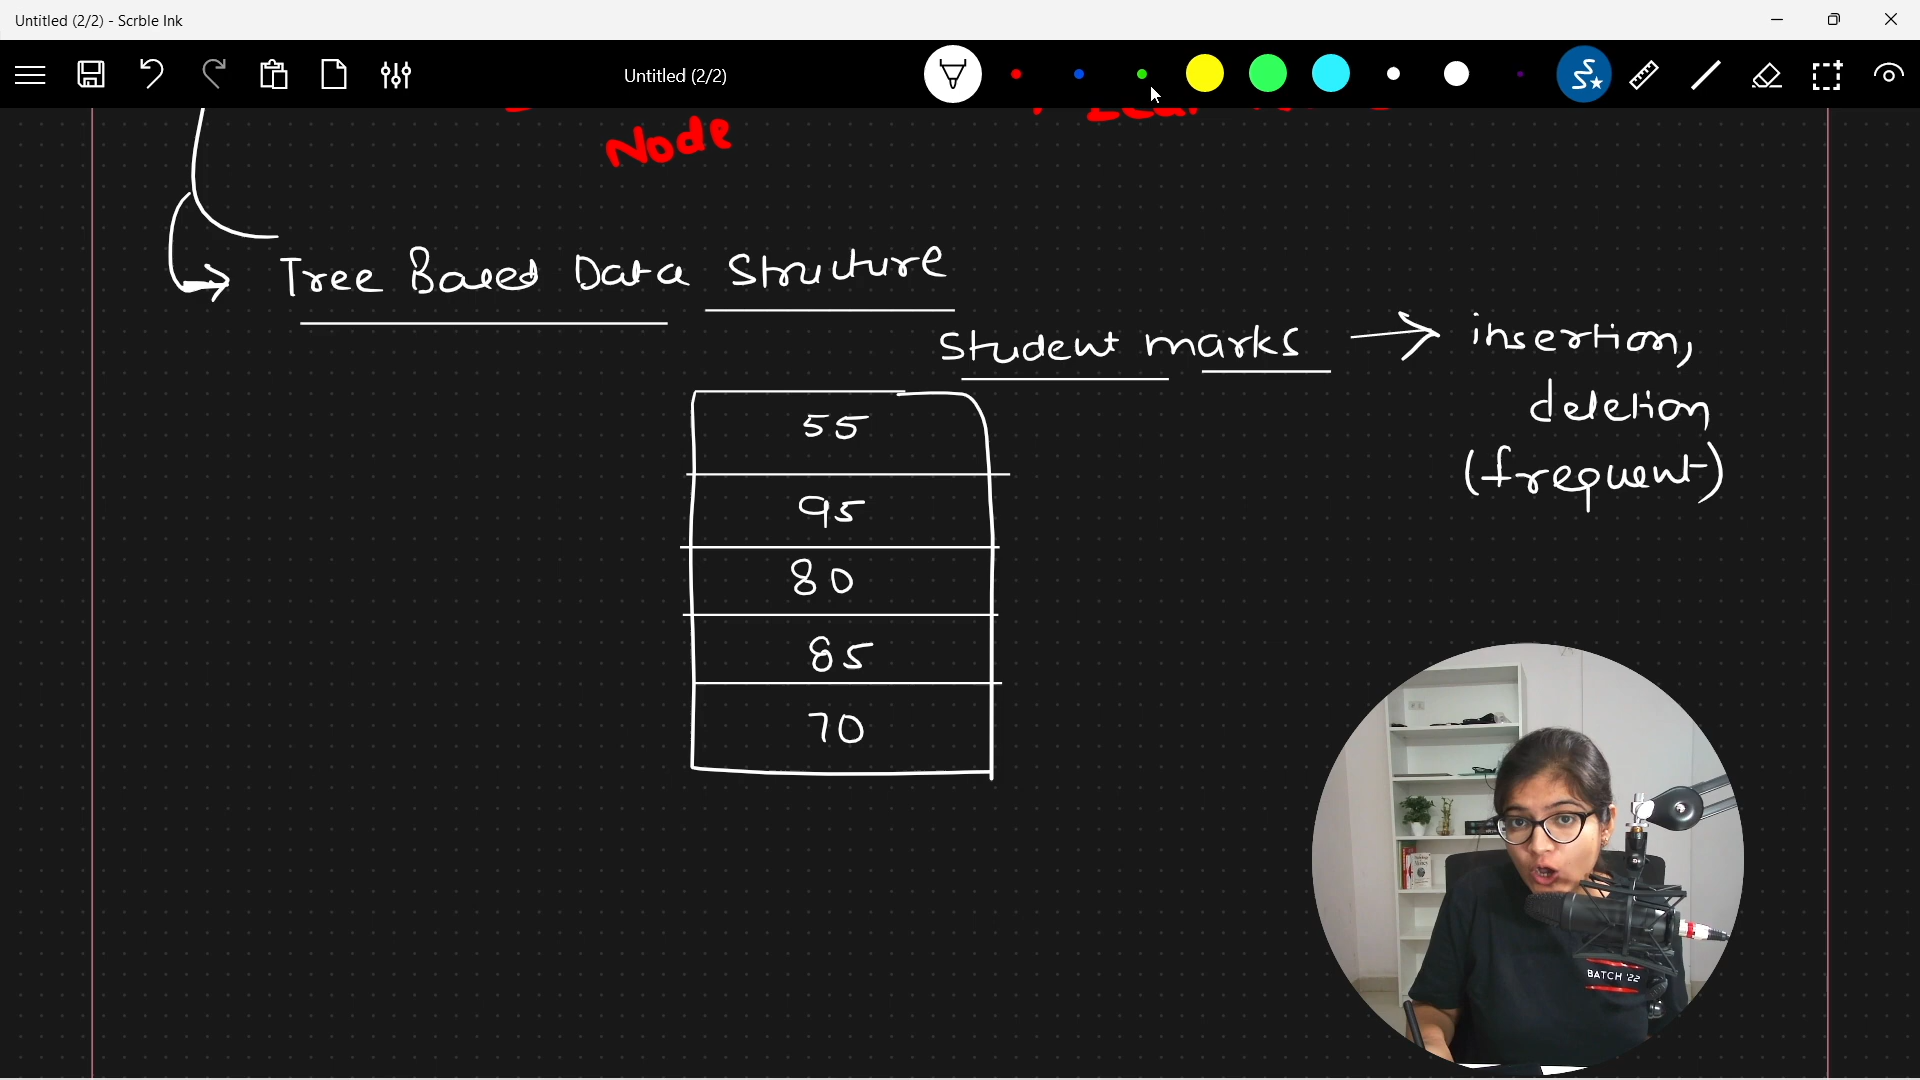 Untitled (2/2) - Scrble Ink
Untitled (2/2)
Node
Tree Based Data Structure
Student marks → insertion,
deletion
(frequent)
55
95
80
85
70
BATCH '22